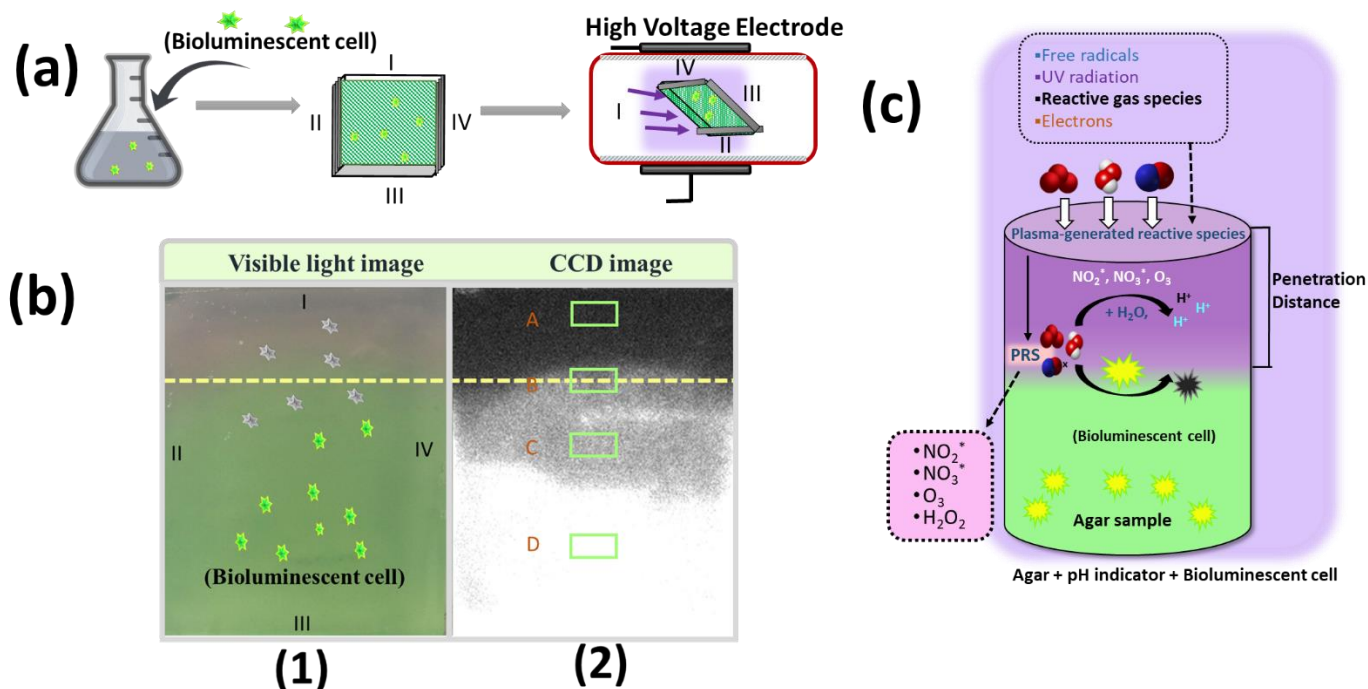 (a)
(Bioluminescent cell)
I
II
IV
III
High Voltage Electrode
IV
I
III
II
(b)
Visible light image
CCD image
I
II
IV
(Bioluminescent cell)
III
A
B
C
D
(1)
(2)
(c)
▪Free radicals
▪UV radiation
▪Reactive gas species
▪Electrons
Plasma-generated reactive species
NO₂*, NO₃*, O₃
+ H₂O,
H⁺
H⁺
H⁺
PRS
x
Penetration
Distance
(Bioluminescent cell)
•NO₂*
•NO₃*
•O₃
•H₂O₂
Agar sample
Agar + pH indicator + Bioluminescent cell